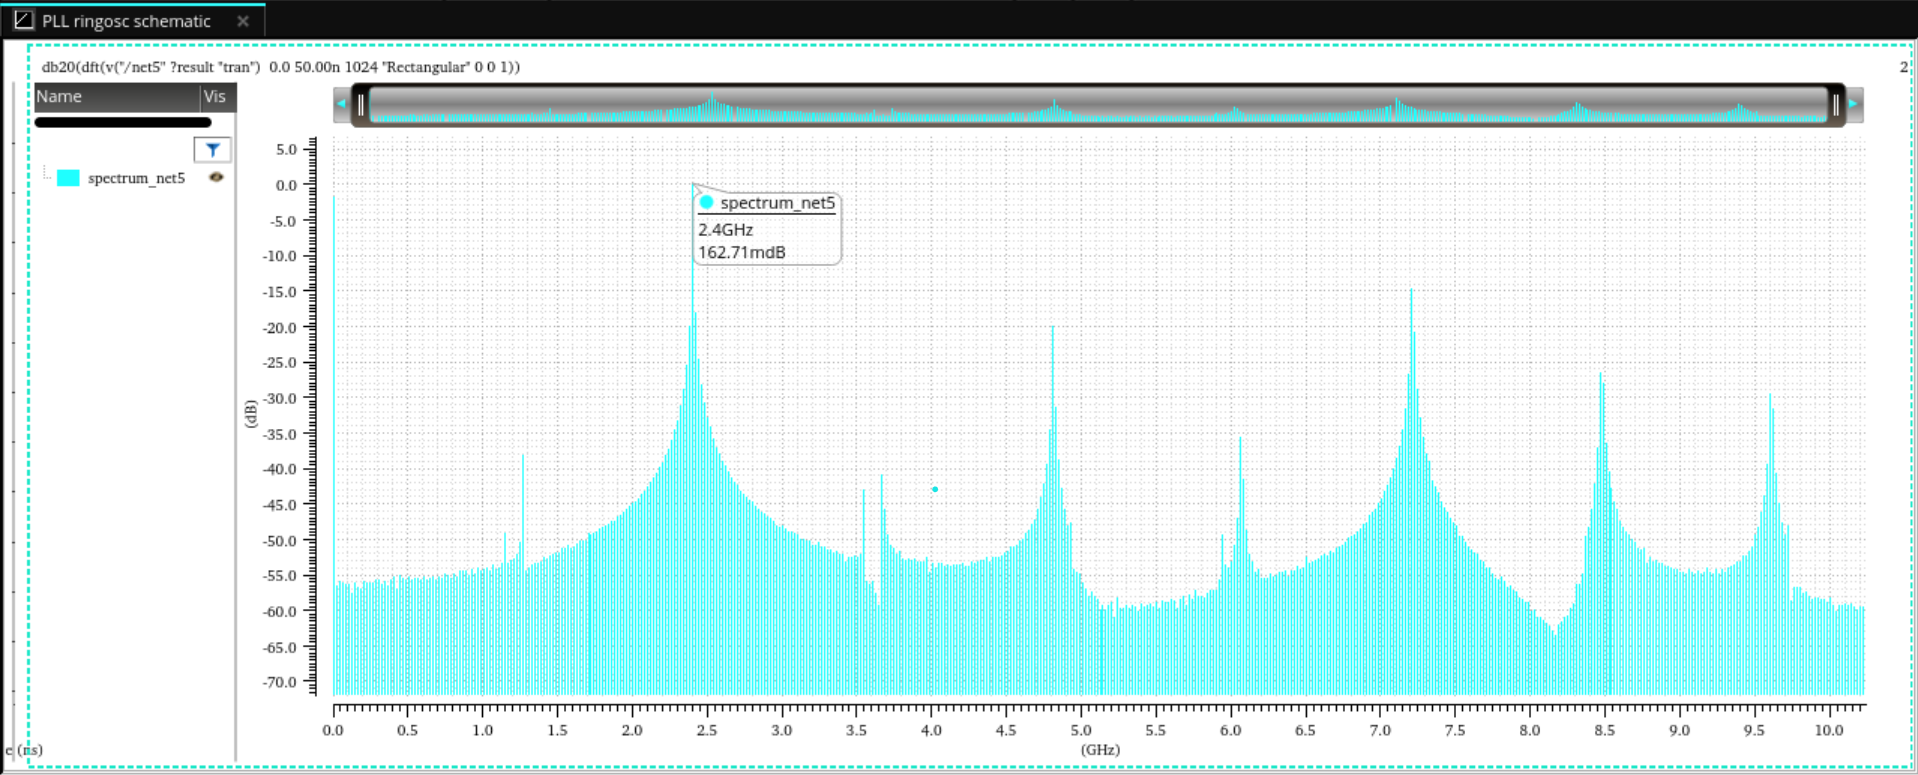 PLL ringosc schematic
db20(dft(v("/net5" ?result "tran")  0.0 50.00n 1024 "Rectangular" 0 0 1))
2
Name Vis
spectrum_net5
5.0
0.0
-5.0
-10.0
-15.0
-20.0
-25.0
-30.0
-35.0
-40.0
-45.0
-50.0
-55.0
-60.0
-65.0
-70.0
(dB)
spectrum_net5
2.4GHz
162.71mdB
0.0 0.5 1.0 1.5 2.0 2.5 3.0 3.5 4.0 4.5 5.0 5.5 6.0 6.5 7.0 7.5 8.0 8.5 9.0 9.5 10.0
(GHz)
e (ns)